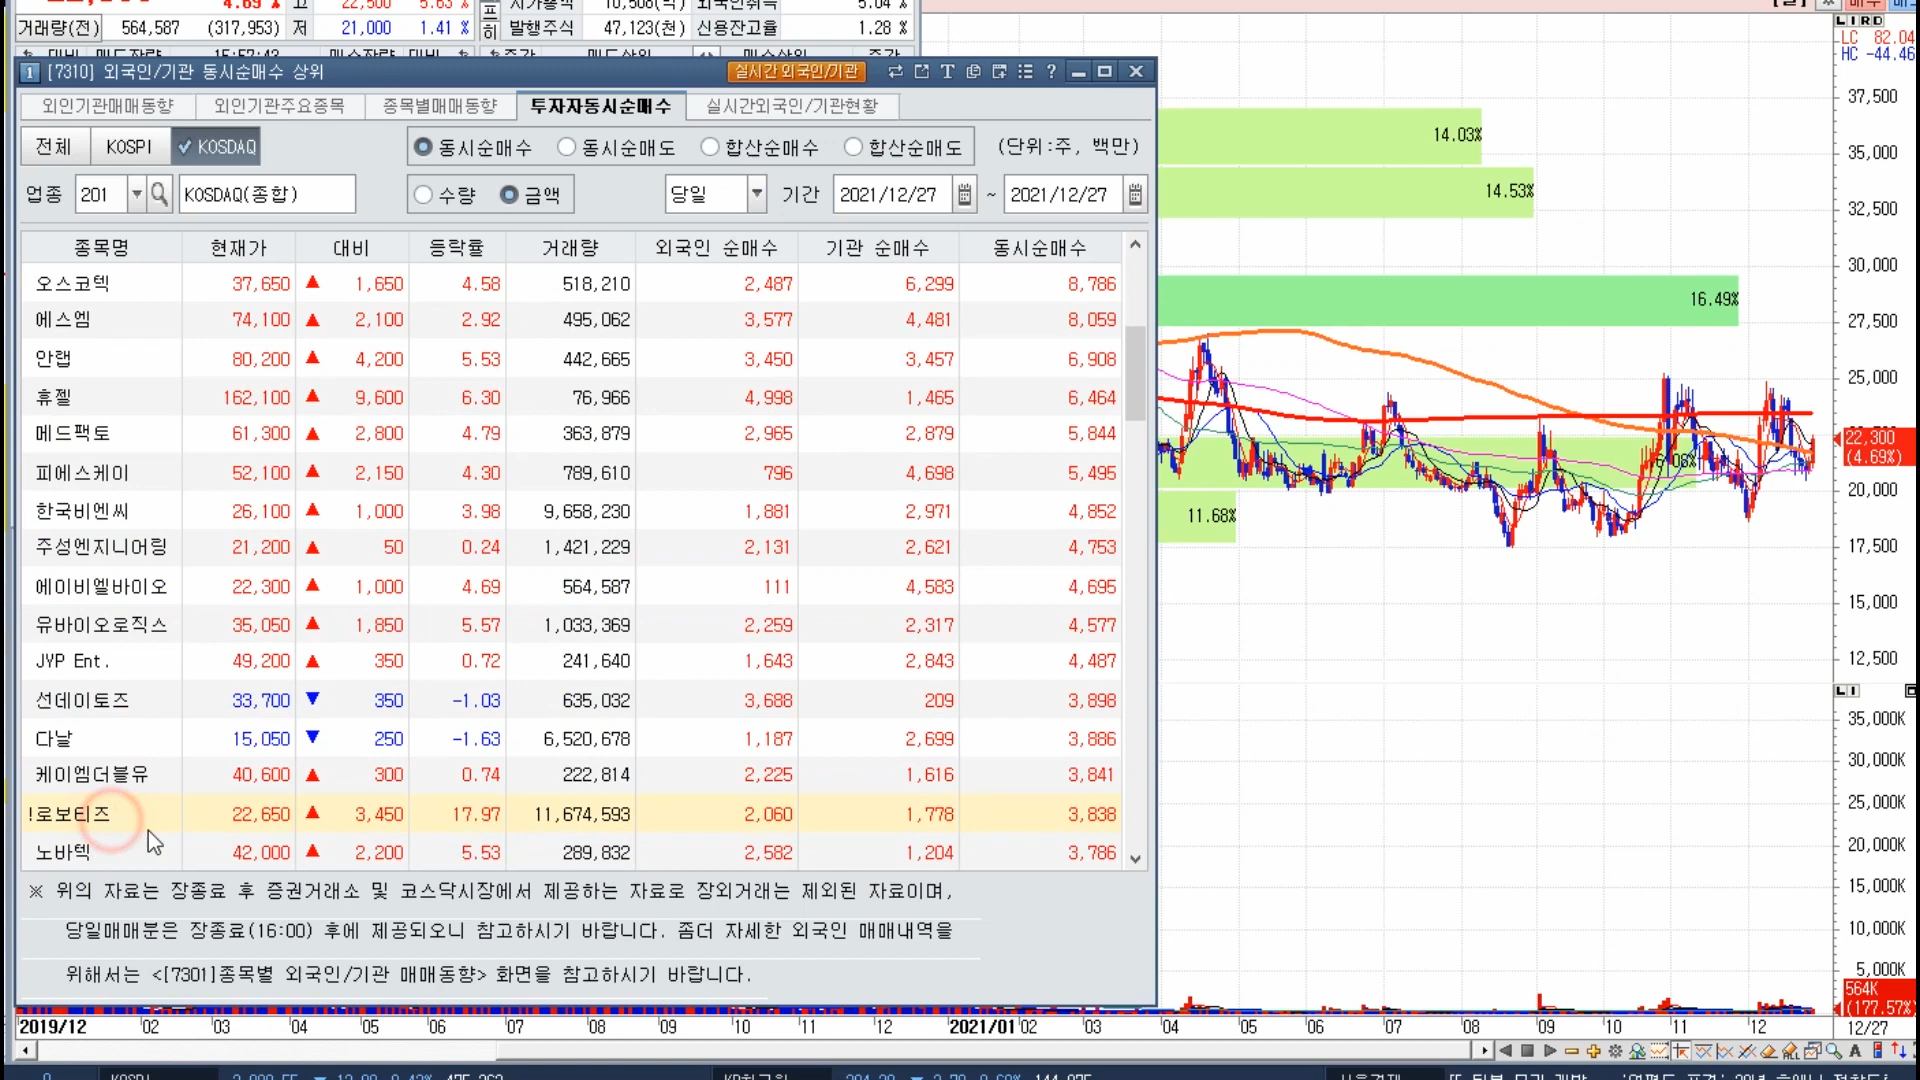 4.69 % 고 22,500 5.63 % 시가총액 10,508(억) 외국인취득 5.04 %
거래량(전) 564,587 (317,953) 저 21,000 1.41 % 발행주식 47,123(천) 신용잔고율 1.28 %
1 [7310] 외국인/기관 동시순매수 상위 실시간 외국인/기관
외인기관매매동향 외인기관주요종목 종목별매매동향 투자자동시순매수 실시간외국인/기관현황
전체 KOSPI KOSDAQ 동시순매수 동시순매도 합산순매수 합산순매도 (단위:주, 백만)
업종 201 KOSDAQ(종합) 수량 금액 당일 기간 2021/12/27 ~ 2021/12/27
종목명 현재가 대비 등락률 거래량 외국인 순매수 기관 순매수 동시순매수
오스코텍 37,650 ▲ 1,650 4.58 518,210 2,487 6,299 8,786
에스엠 74,100 ▲ 2,100 2.92 495,062 3,577 4,481 8,059
안랩 80,200 ▲ 4,200 5.53 442,665 3,450 3,457 6,908
휴젤 162,100 ▲ 9,600 6.30 76,966 4,998 1,465 6,464
메드팩토 61,300 ▲ 2,800 4.79 363,879 2,965 2,879 5,844
피에스케이 52,100 ▲ 2,150 4.30 789,610 796 4,698 5,495
한국비엔씨 26,100 ▲ 1,000 3.98 9,658,230 1,881 2,971 4,852
주성엔지니어링 21,200 ▲ 50 0.24 1,421,229 2,131 2,621 4,753
에이비엘바이오 22,300 ▲ 1,000 4.69 564,587 111 4,583 4,695
유바이오로직스 35,050 ▲ 1,850 5.57 1,033,369 2,259 2,317 4,577
JYP Ent. 49,200 ▲ 350 0.72 241,640 1,643 2,843 4,487
선데이토즈 33,700 ▼ 350 -1.03 635,032 3,688 209 3,898
다날 15,050 ▼ 250 -1.63 6,520,678 1,187 2,699 3,886
케이엠더블유 40,600 ▲ 300 0.74 222,814 2,225 1,616 3,841
!로보티즈 22,650 ▲ 3,450 17.97 11,674,593 2,060 1,778 3,838
노바텍 42,000 ▲ 2,200 5.53 289,832 2,582 1,204 3,786
※ 위의 자료는 장종료 후 증권거래소 및 코스닥시장에서 제공하는 자료로 장외거래는 제외된 자료이며,
당일매매분은 장종료(16:00) 후에 제공되오니 참고하시기 바랍니다. 좀더 자세한 외국인 매매내역을
위해서는 <[7301]종목별 외국인/기관 매매동향> 화면을 참고하시기 바랍니다.
LC 82.04
HC -44.46
37,500
14.03%
35,000
14.53%
32,500
30,000
16.49%
27,500
25,000
22,300
(4.69%)
20,000
11.68%
17,500
15,000
12,500
35,000K
30,000K
25,000K
20,000K
15,000K
10,000K
5,000K
564K
(177.57%)
2019/12 02 03 04 05 06 07 08 09 10 11 12 2021/01 02 03 04 05 06 07 08 09 10 11 12 12/27